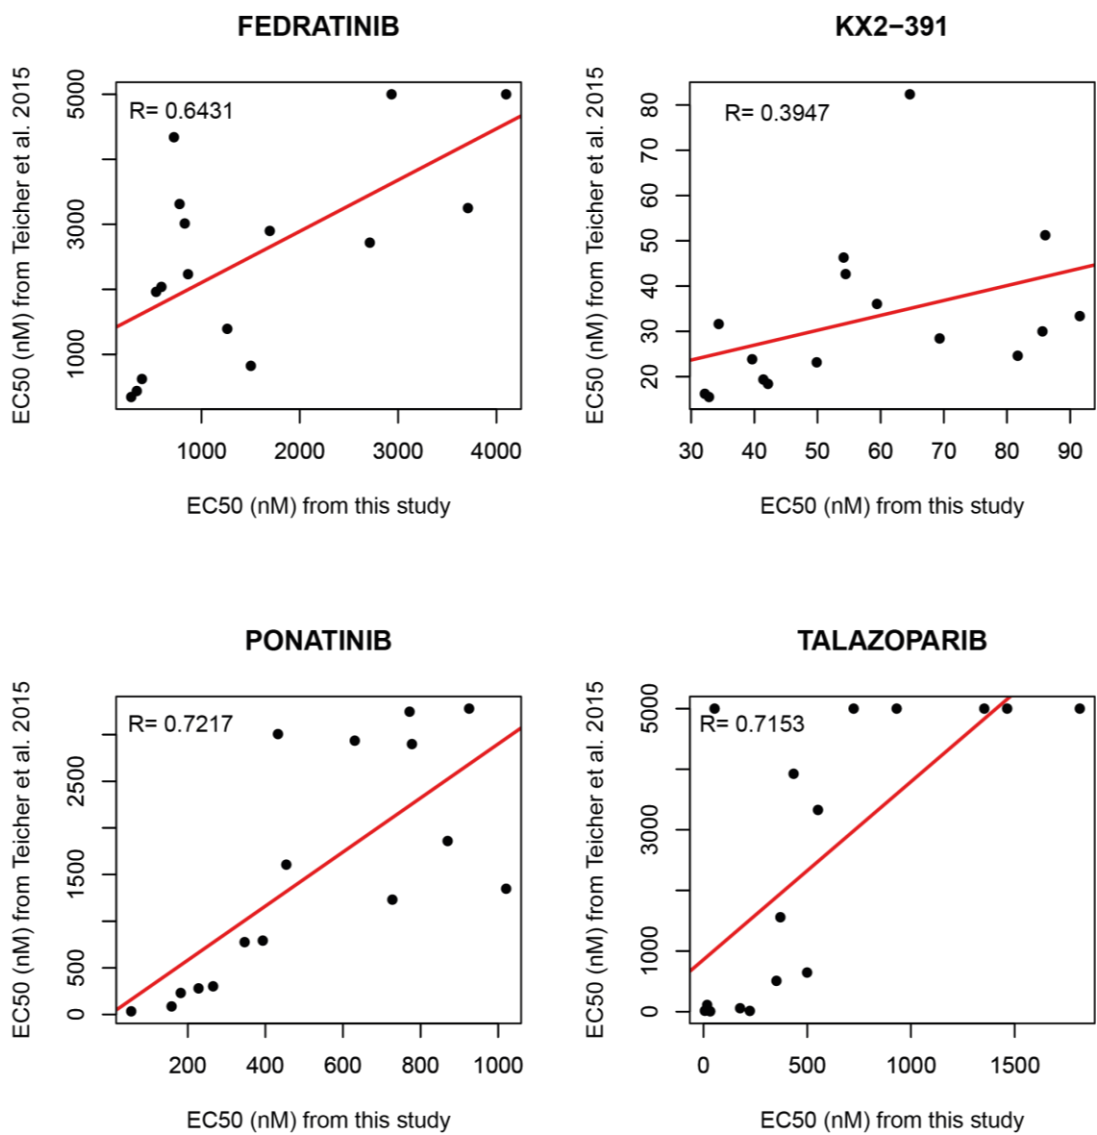 FEDRATINIB
EC50 (nM) from Teicher et al. 2015
5000
3000
1000
R= 0.6431
1000 2000 3000 4000
EC50 (nM) from this study
KX2−391
EC50 (nM) from Teicher et al. 2015
80
70
60
50
40
30
20
R= 0.3947
30 40 50 60 70 80 90
EC50 (nM) from this study
PONATINIB
EC50 (nM) from Teicher et al. 2015
2500
1500
500
0
R= 0.7217
200 400 600 800 1000
EC50 (nM) from this study
TALAZOPARIB
EC50 (nM) from Teicher et al. 2015
5000
3000
1000
0
R= 0.7153
0 500 1000 1500
EC50 (nM) from this study